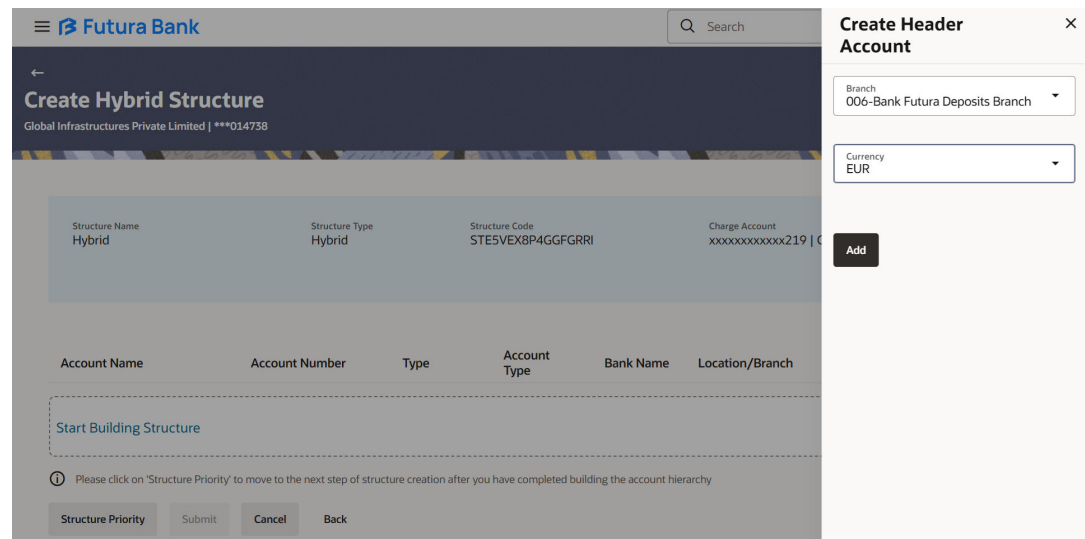 Futura Bank
Search
Create Hybrid Structure
Global Infrastructures Private Limited | ***014738
Structure Name
Hybrid
Structure Type
Hybrid
Structure Code
STE5VEX8P4GGFGRRI
Charge Account
xxxxxxxxxxxx219 |
Account Name Account Number Type Account Type Bank Name Location/Branch
Start Building Structure
Please click on 'Structure Priority' to move to the next step of structure creation after you have completed building the account hierarchy
Structure Priority Submit Cancel Back
Create Header
Account
Branch
006-Bank Futura Deposits Branch
Currency
EUR
Add